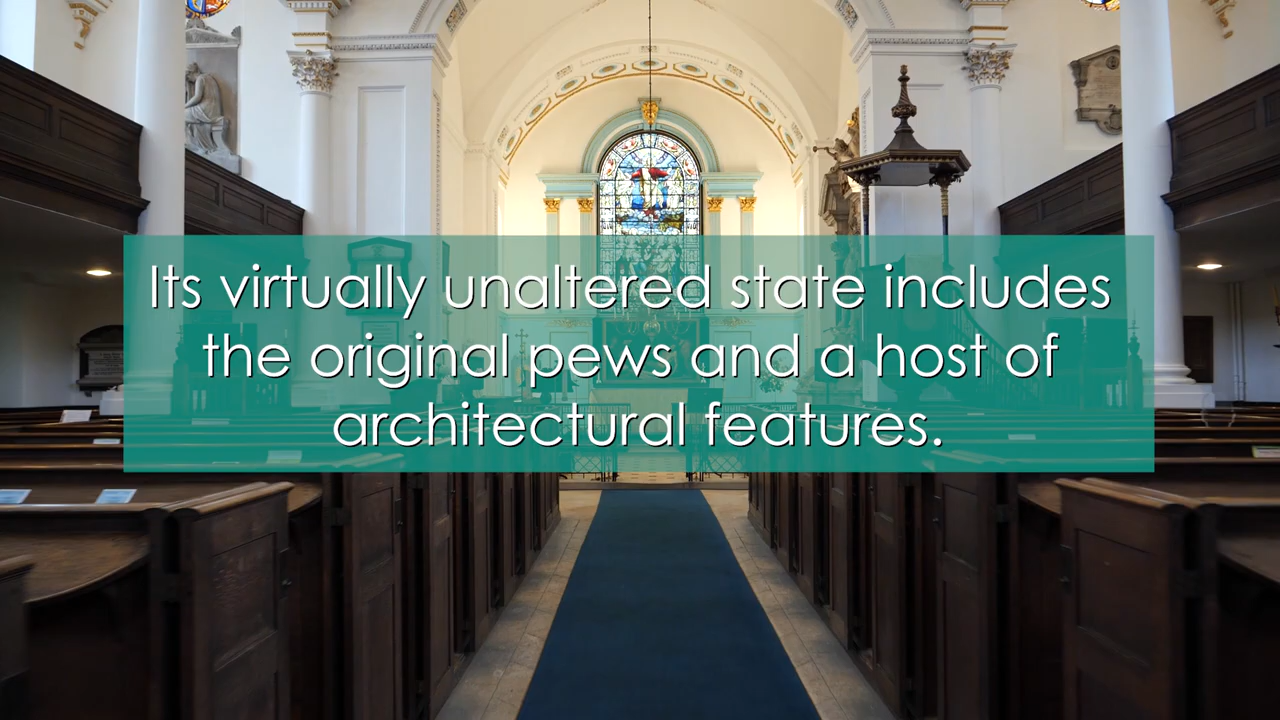 Its virtually unaltered state includes
the original pews and a host of
architectural features.